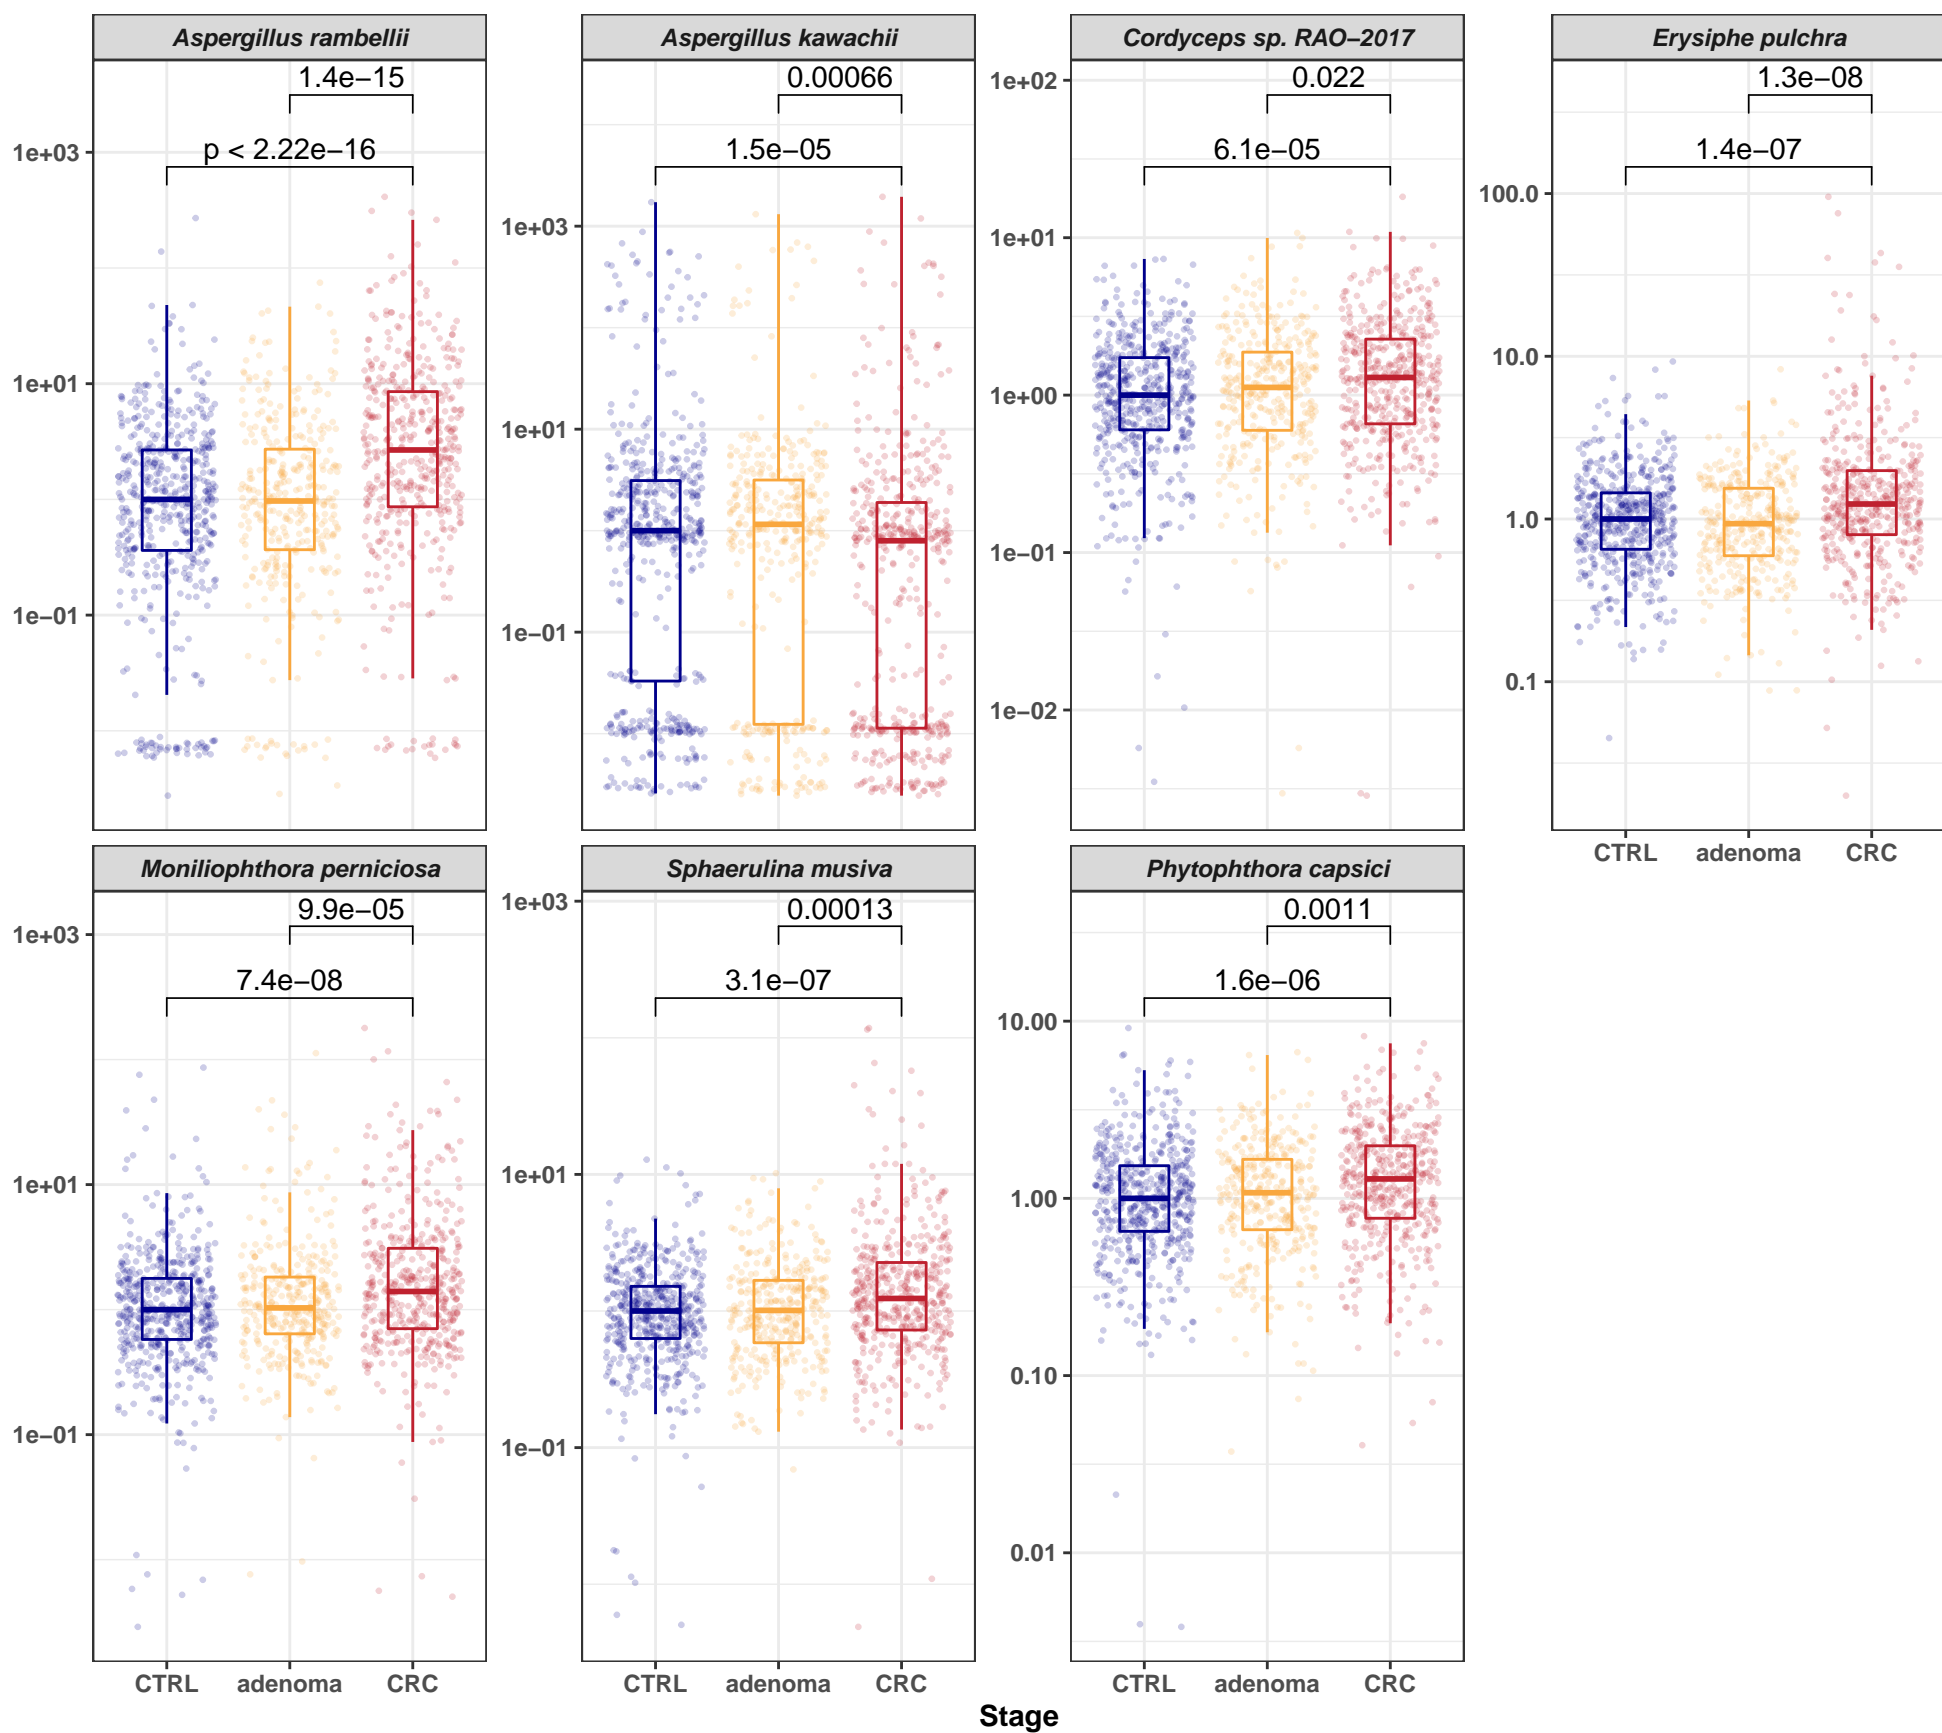 Aspergillus rambellii
1.4e−15
p < 2.22e−16
1e+03
1e+01
1e−01
Aspergillus kawachii
0.00066
1.5e−05
1e+03
1e+01
1e−01
Cordyceps sp. RAO−2017
0.022
6.1e−05
1e+02
1e+01
1e+00
1e−01
1e−02
Erysiphe pulchra
1.3e−08
1.4e−07
100.0
10.0
1.0
0.1
CTRL adenoma CRC
Moniliophthora perniciosa
9.9e−05
7.4e−08
1e+03
1e+01
1e−01
CTRL adenoma CRC
Sphaerulina musiva
0.00013
3.1e−07
1e+03
1e+01
1e−01
CTRL adenoma CRC
Phytophthora capsici
0.0011
1.6e−06
10.00
1.00
0.10
0.01
CTRL adenoma CRC
Stage